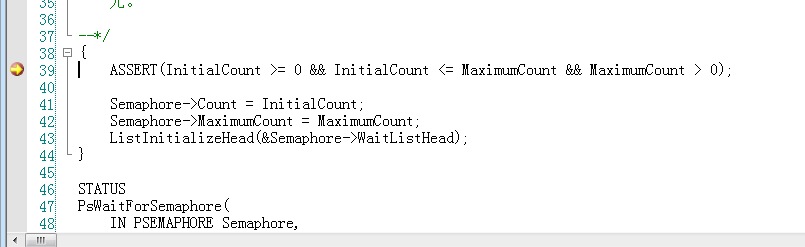 35 元。
36
37 --*/
38 {
39 ASSERT(InitialCount >= 0 && InitialCount <= MaximumCount && MaximumCount > 0);
40
41 Semaphore->Count = InitialCount;
42 Semaphore->MaximumCount = MaximumCount;
43 ListInitializeHead(&Semaphore->WaitListHead);
44 }
45
46 STATUS
47 PsWaitForSemaphore(
48 IN PSEMAPHORE Semaphore,